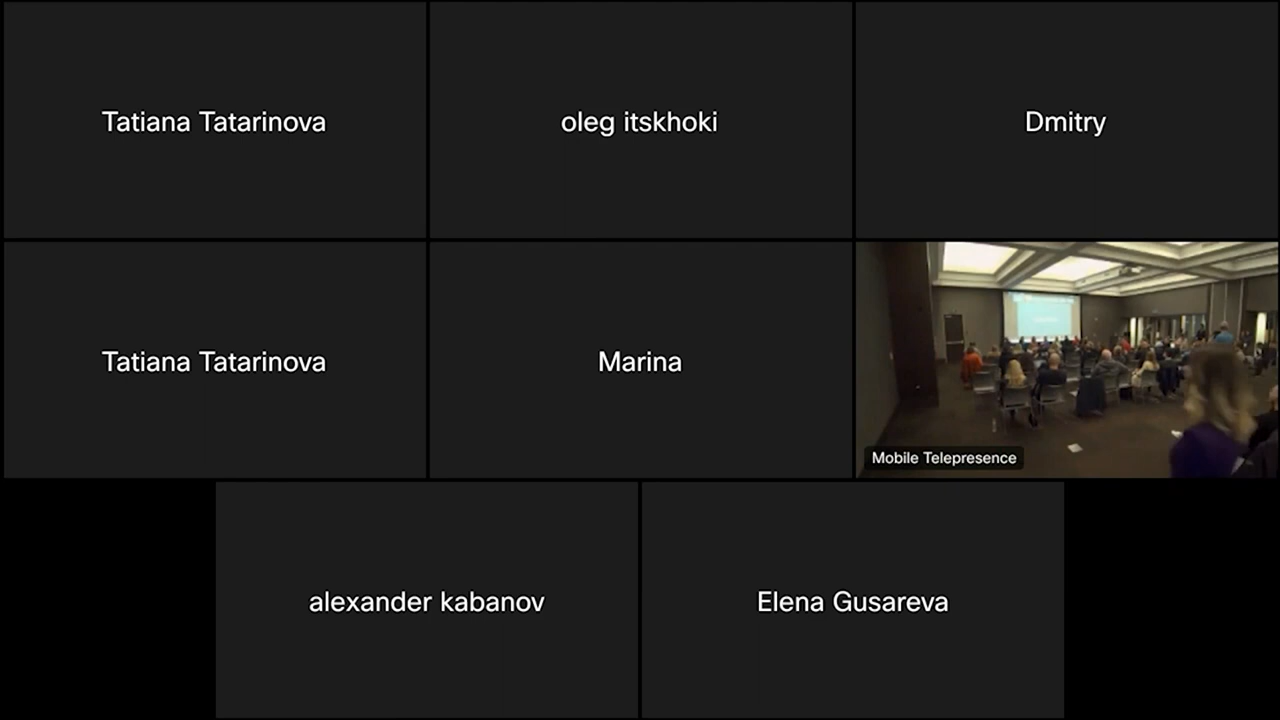 Tatiana Tatarinova
oleg itskhoki
Dmitry
Tatiana Tatarinova
Marina
Mobile Telepresence
alexander kabanov
Elena Gusareva